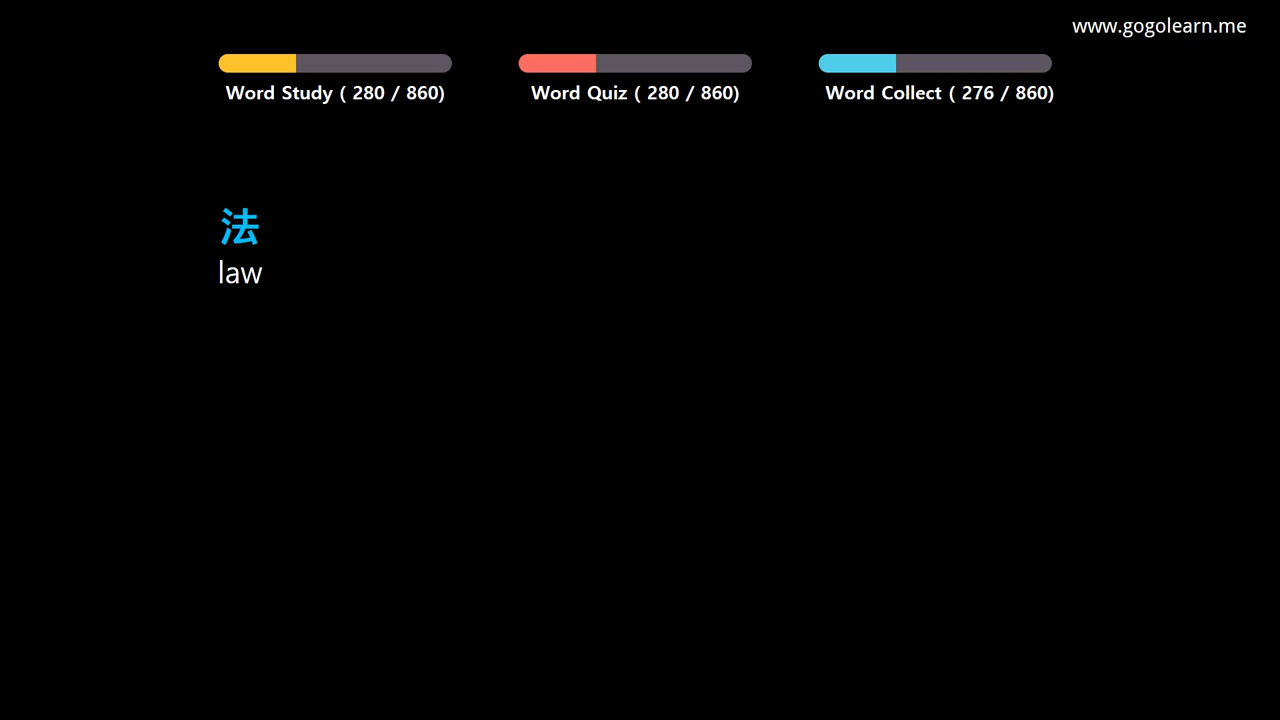 www.gogolearn.me
Word Study ( 280 / 860)
Word Quiz ( 280 / 860)
Word Collect ( 276 / 860)
法
law